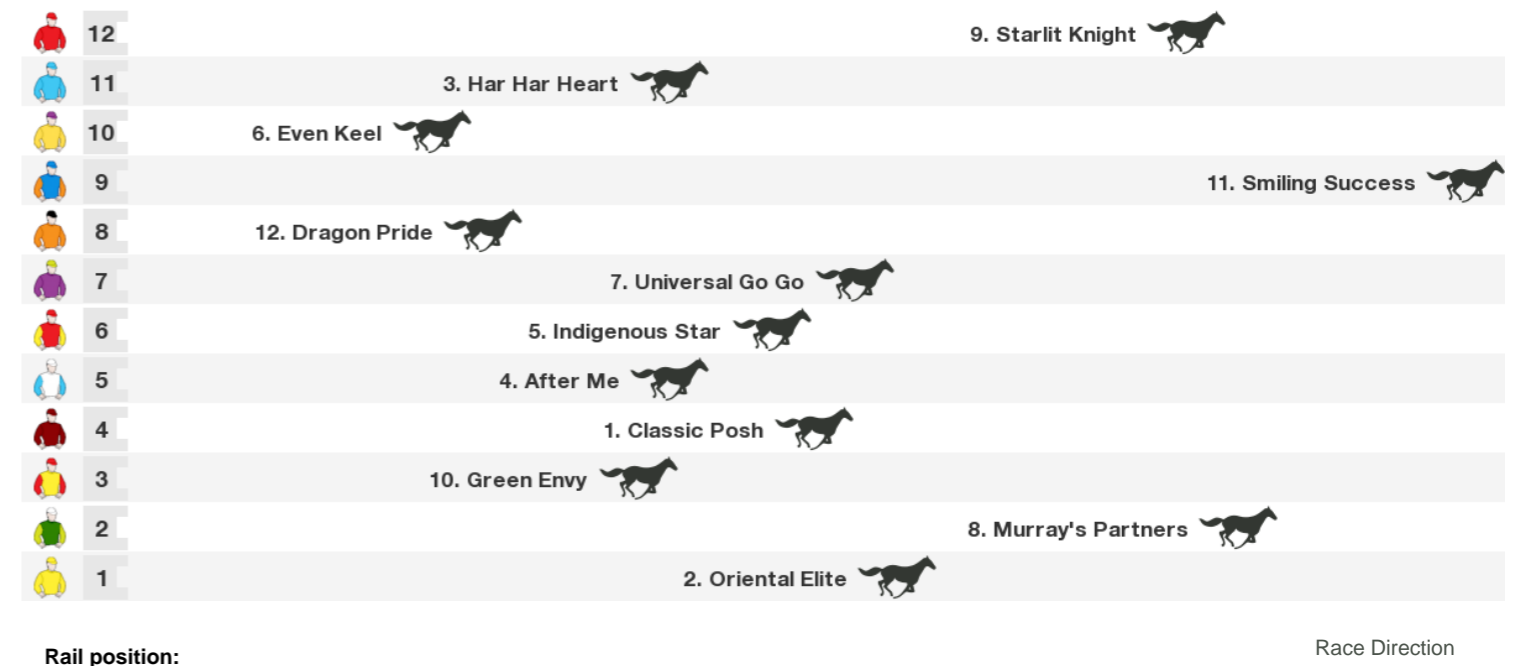 12 9. Starlit Knight
11 3. Har Har Heart
10 6. Even Keel
9 11. Smiling Success
8 12. Dragon Pride
7 7. Universal Go Go
6 5. Indigenous Star
5 4. After Me
4 1. Classic Posh
3 10. Green Envy
2 8. Murray's Partners
1 2. Oriental Elite
Race Direction
Rail position: